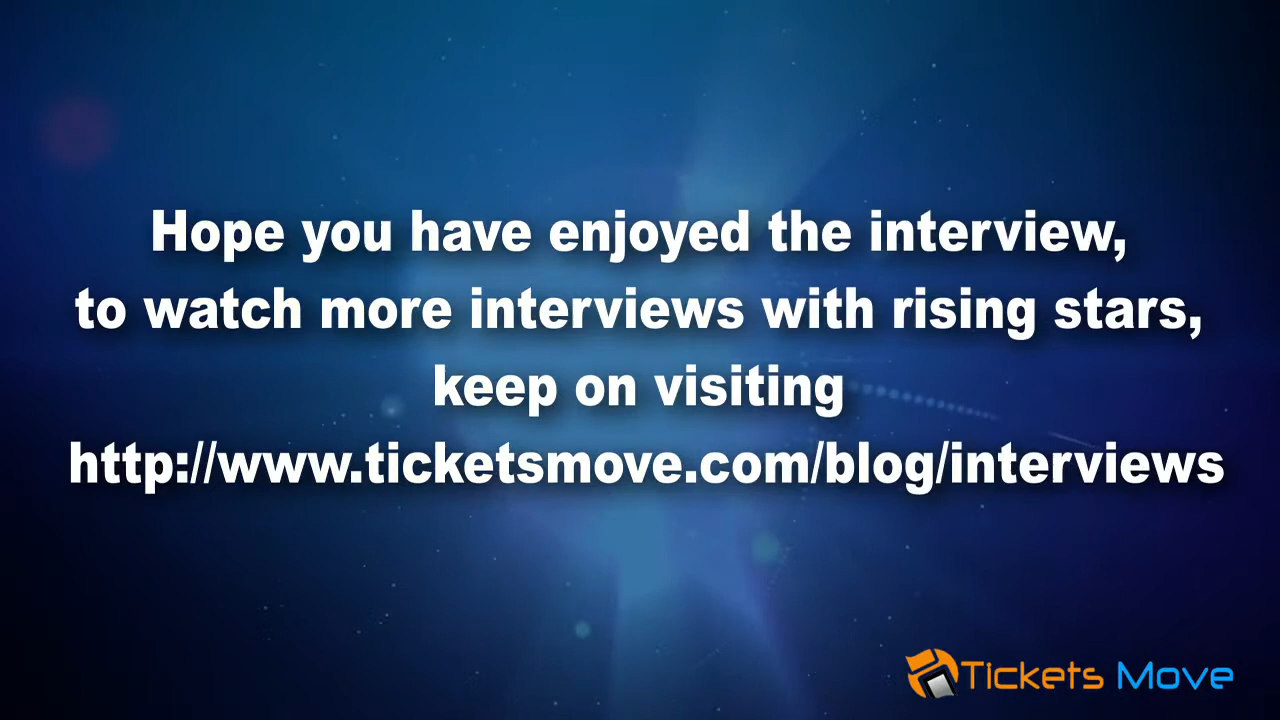 Hope you have enjoyed the interview,
to watch more interviews with rising stars,
keep on visiting
http://www.ticketsmove.com/blog/interviews
Tickets Move